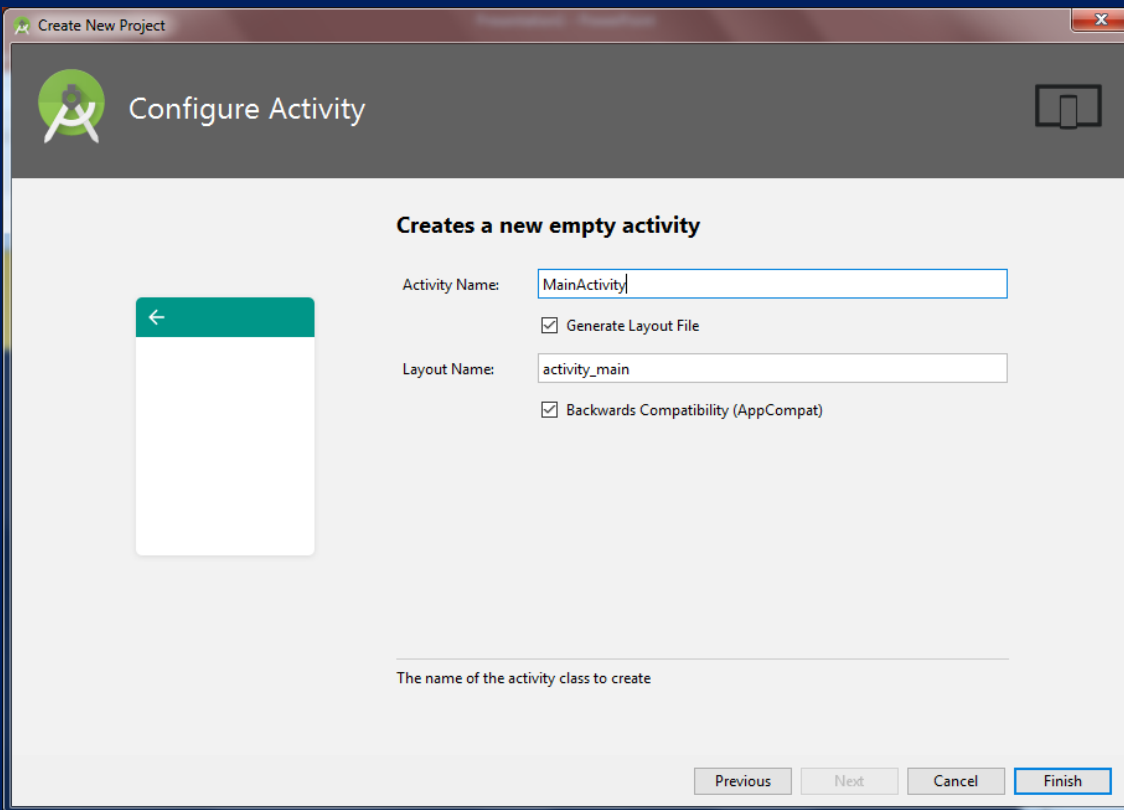 Create New Project
Configure Activity
Creates a new empty activity
Activity Name: MainActivity
Generate Layout File
Layout Name: activity_main
Backwards Compatibility (AppCompat)
The name of the activity class to create
Previous Next Cancel Finish